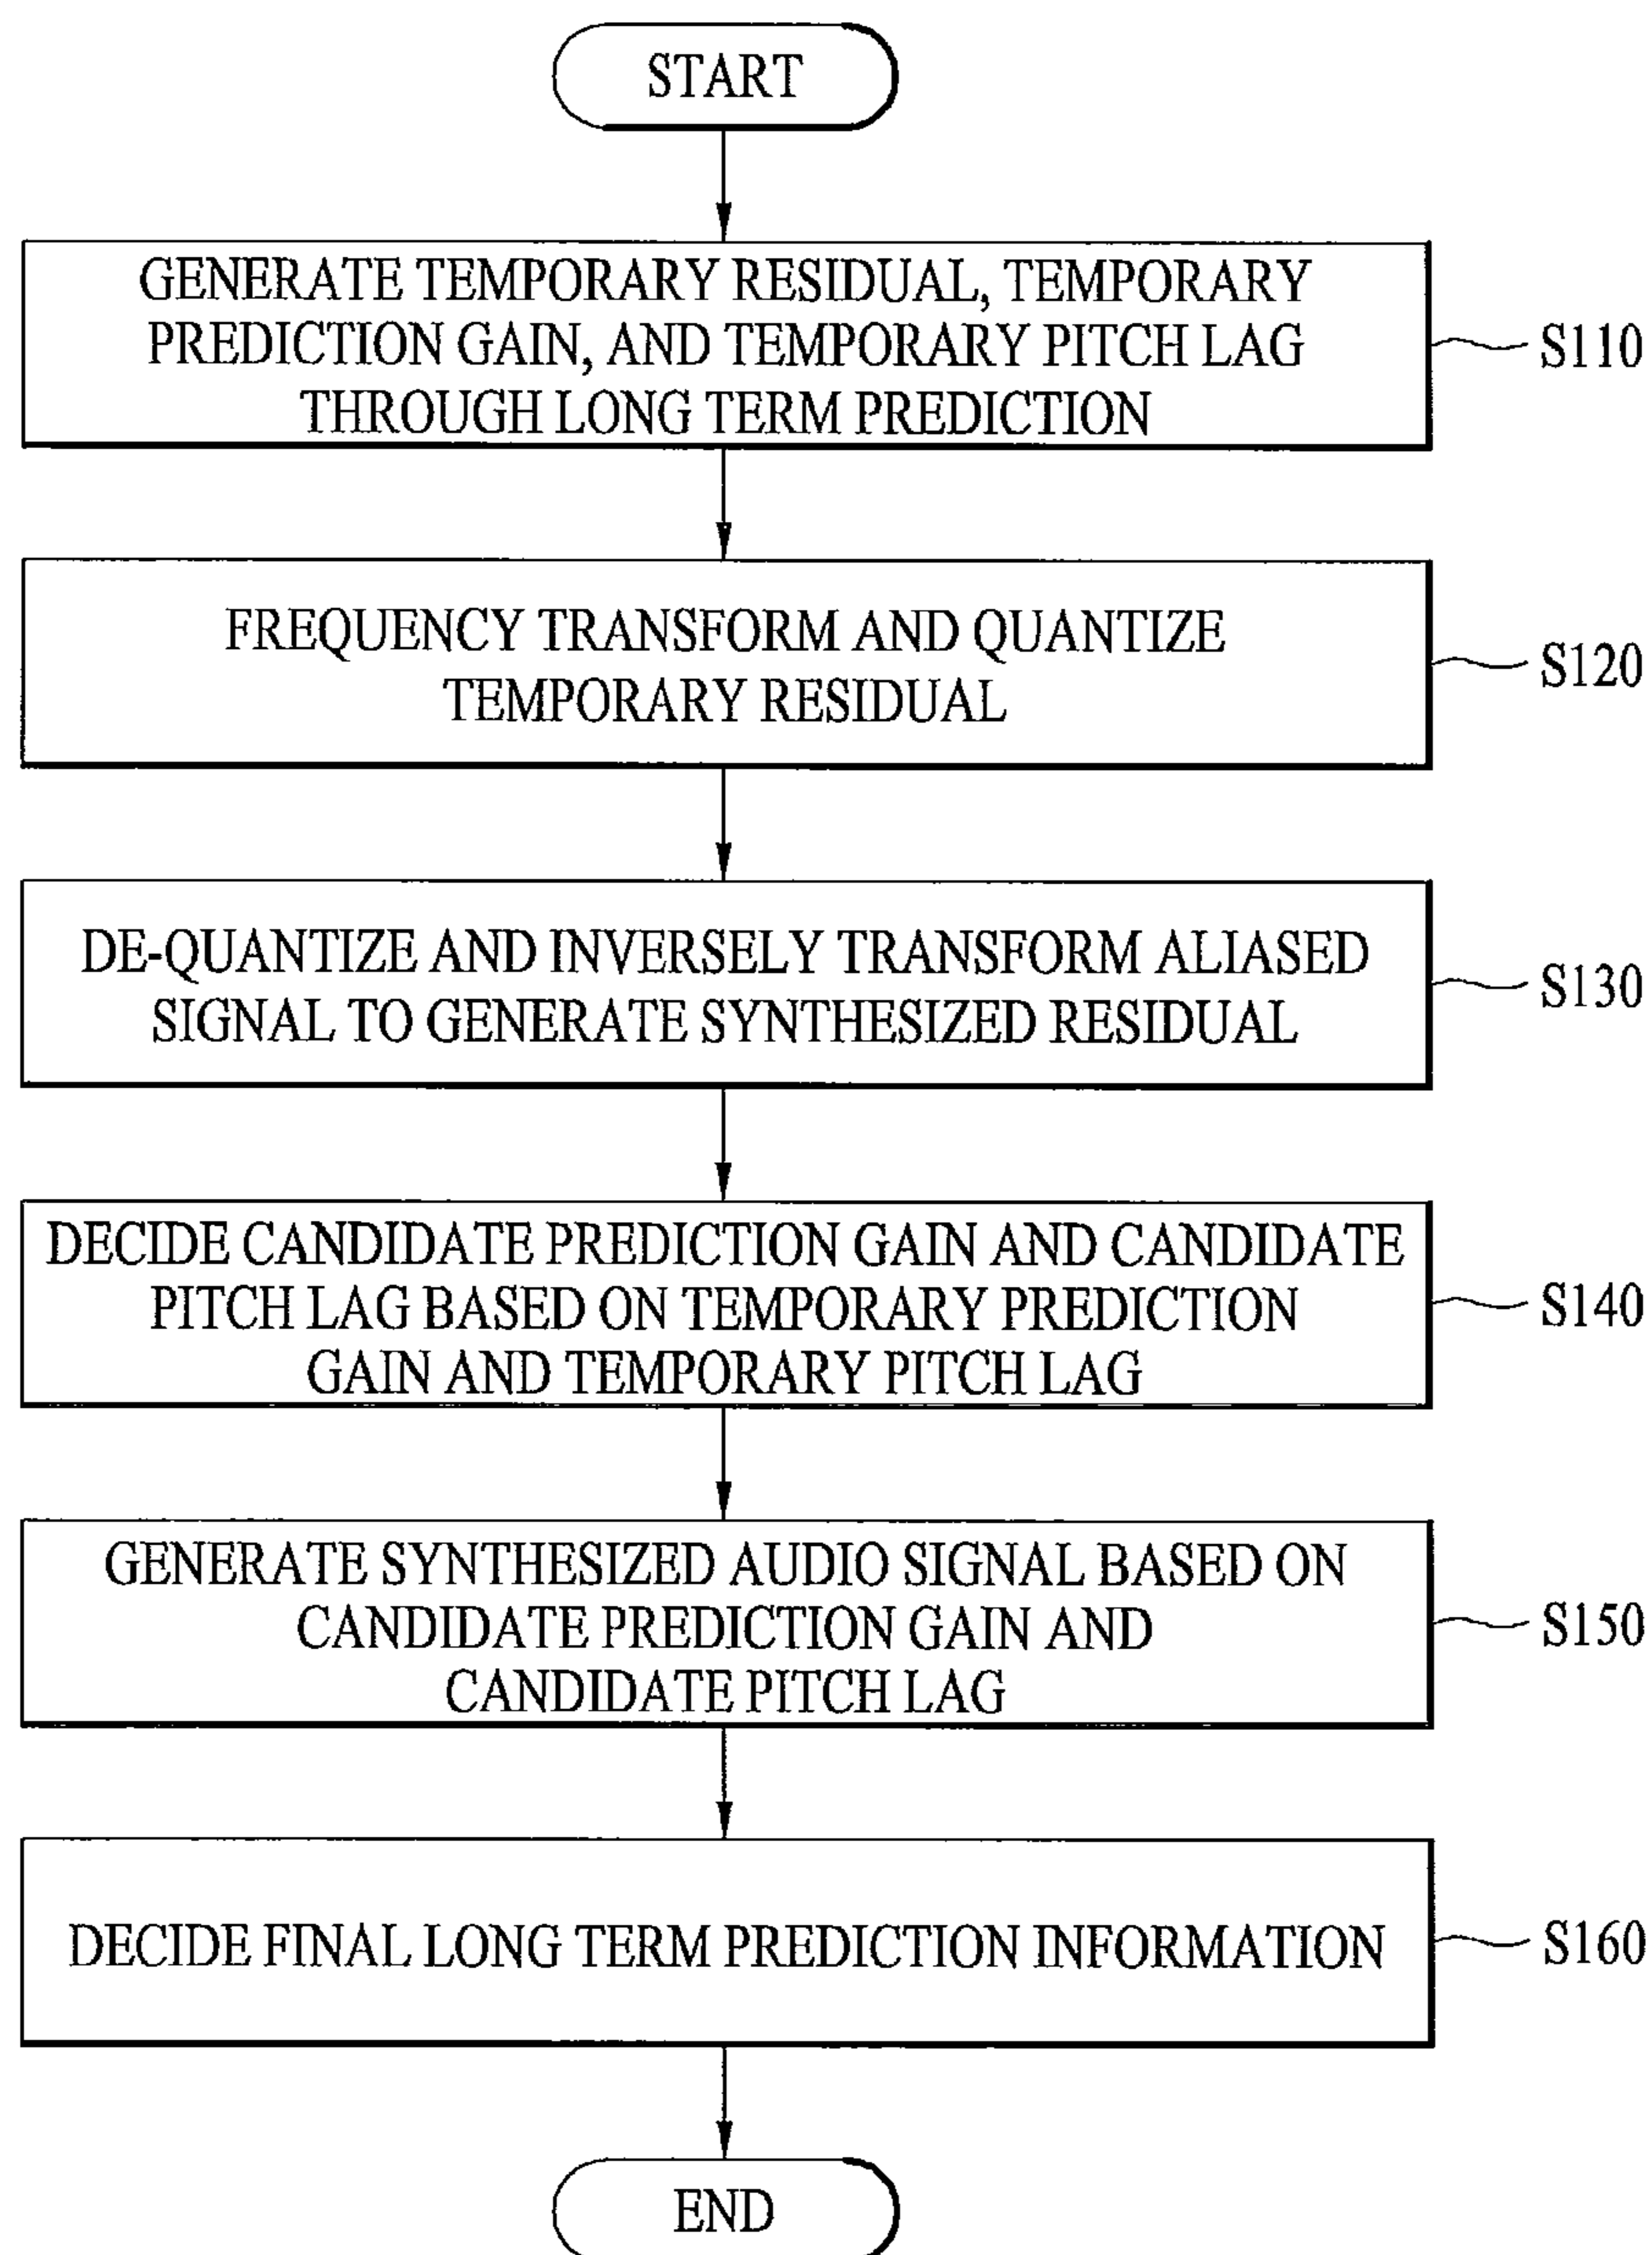 START
GENERATE TEMPORARY RESIDUAL, TEMPORARY
PREDICTION GAIN, AND TEMPORARY PITCH LAG
THROUGH LONG TERM PREDICTION
S110
FREQUENCY TRANSFORM AND QUANTIZE
TEMPORARY RESIDUAL
S120
DE-QUANTIZE AND INVERSELY TRANSFORM ALIASED
SIGNAL TO GENERATE SYNTHESIZED RESIDUAL
S130
DECIDE CANDIDATE PREDICTION GAIN AND CANDIDATE
PITCH LAG BASED ON TEMPORARY PREDICTION
GAIN AND TEMPORARY PITCH LAG
S140
GENERATE SYNTHESIZED AUDIO SIGNAL BASED ON
CANDIDATE PREDICTION GAIN AND
CANDIDATE PITCH LAG
S150
DECIDE FINAL LONG TERM PREDICTION INFORMATION
S160
END